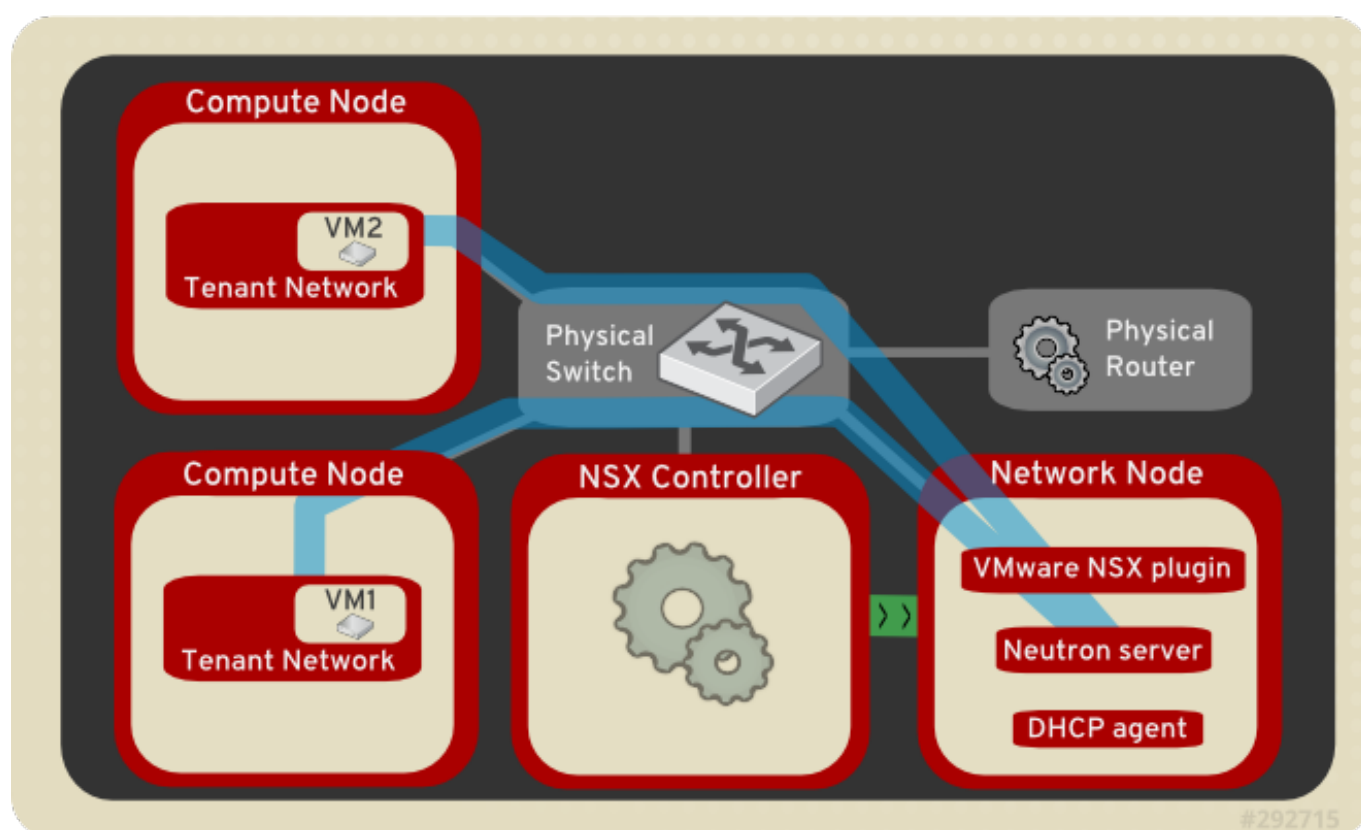 Compute Node
VM2
Tenant Network
Physical
Switch
Physical
Router
Compute Node
VM1
Tenant Network
NSX Controller
Network Node
VMware NSX plugin
Neutron server
DHCP agent
#292715